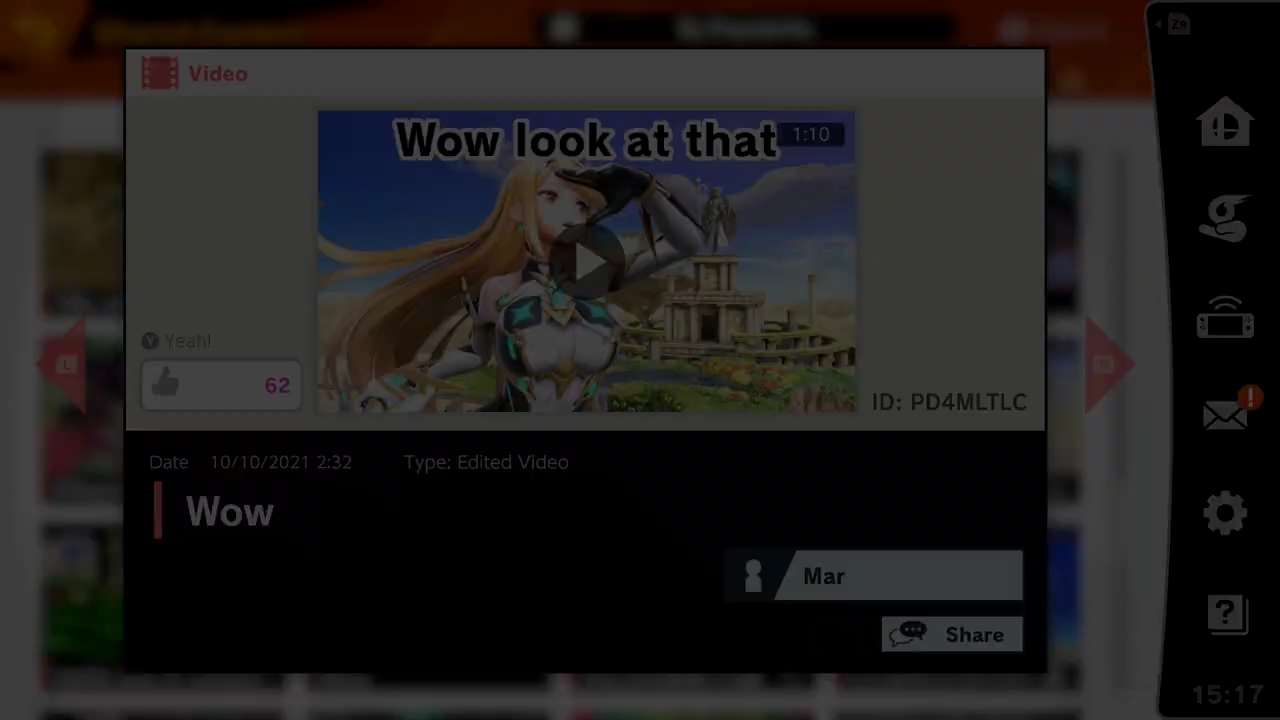 ZR
Video
Wow look at that
1:10
Y Yeah!
62
L
ID: PD4MLTLC
Date 10/10/2021 2:32 Type: Edited Video
Wow
Mar
Share
!
?
15:17